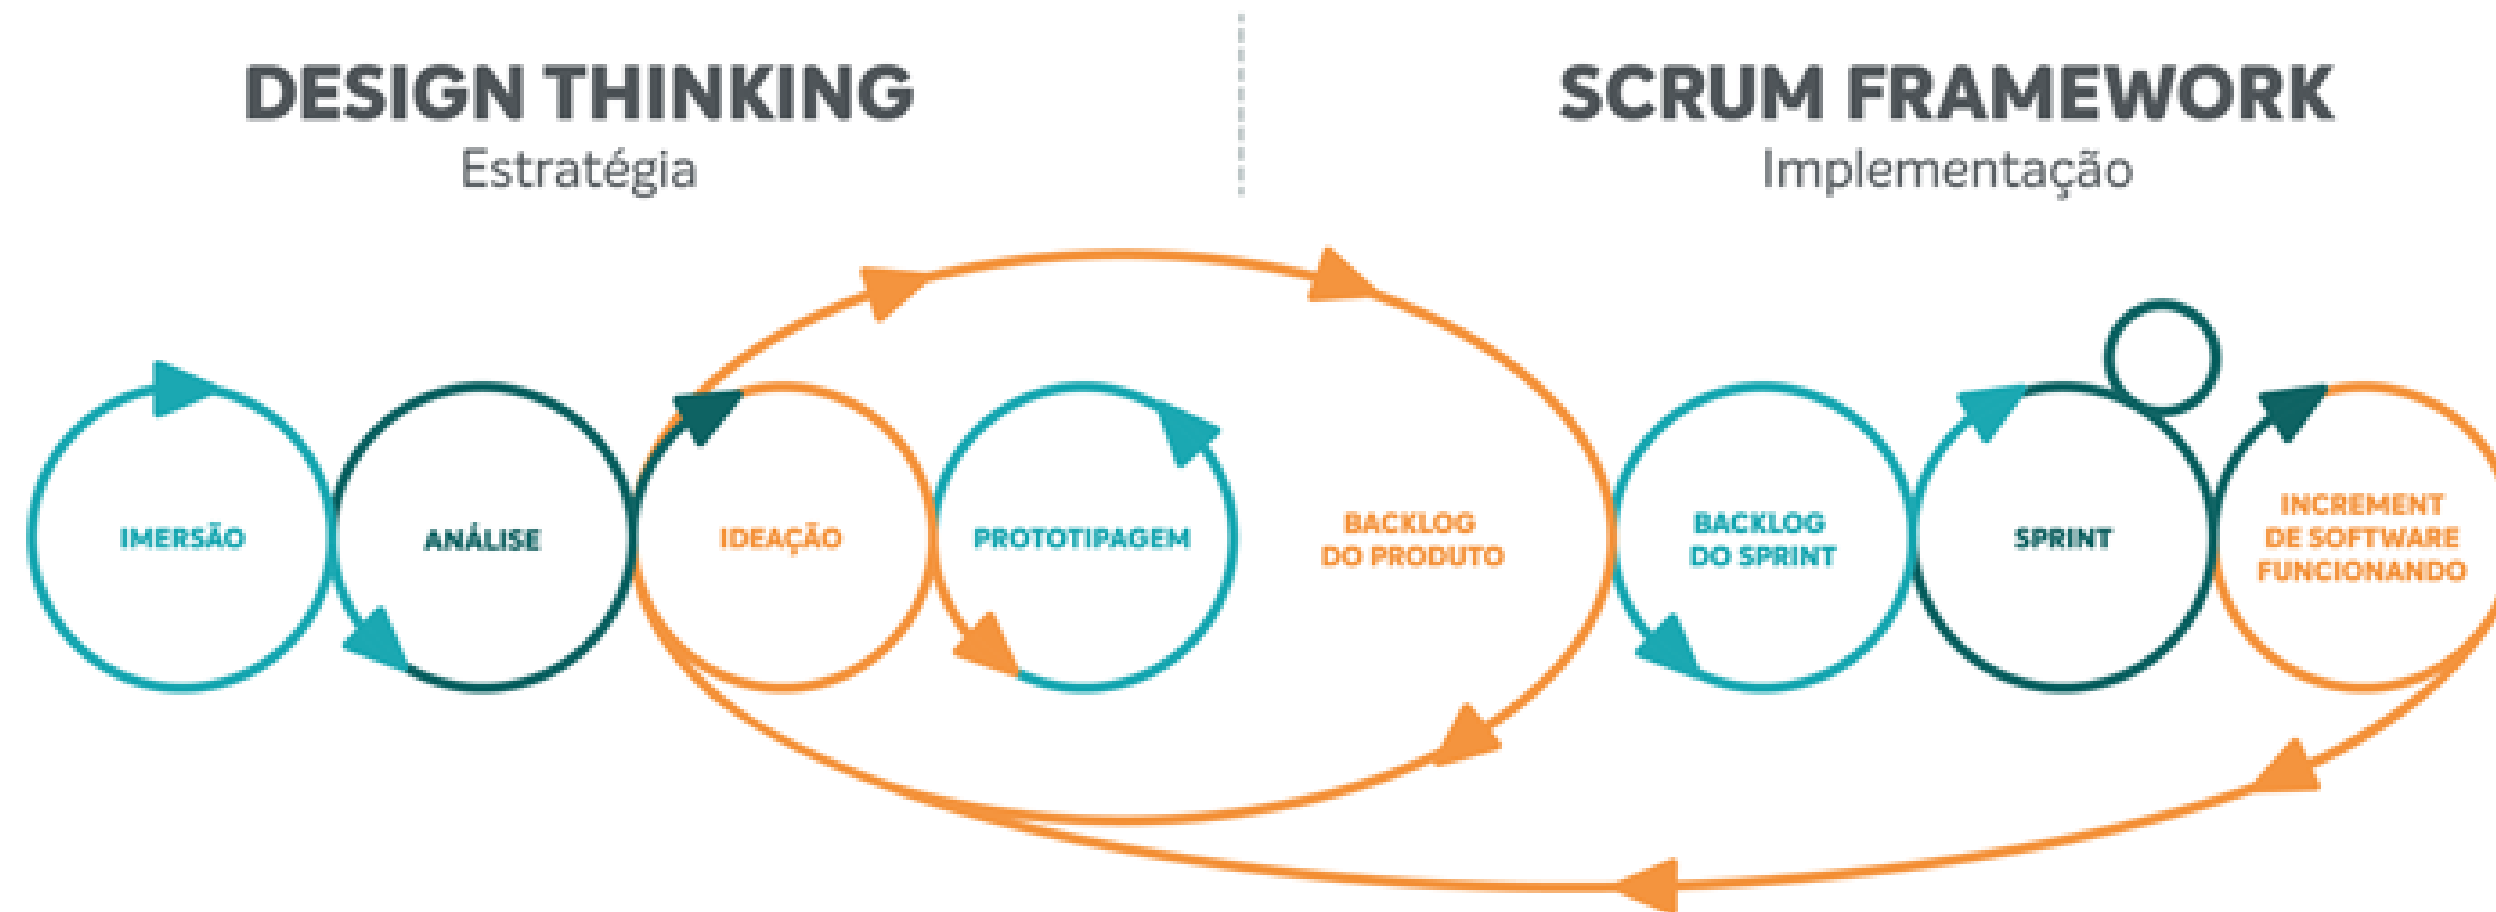 DESIGN THINKING
Estratégia
SCRUM FRAMEWORK
Implementação
IMERSÃO
ANÁLISE
IDEAÇÃO
PROTOTIPAGEM
BACKLOG
DO PRODUTO
BACKLOG
DO SPRINT
SPRINT
INCREMENT
DE SOFTWARE
FUNCIONANDO